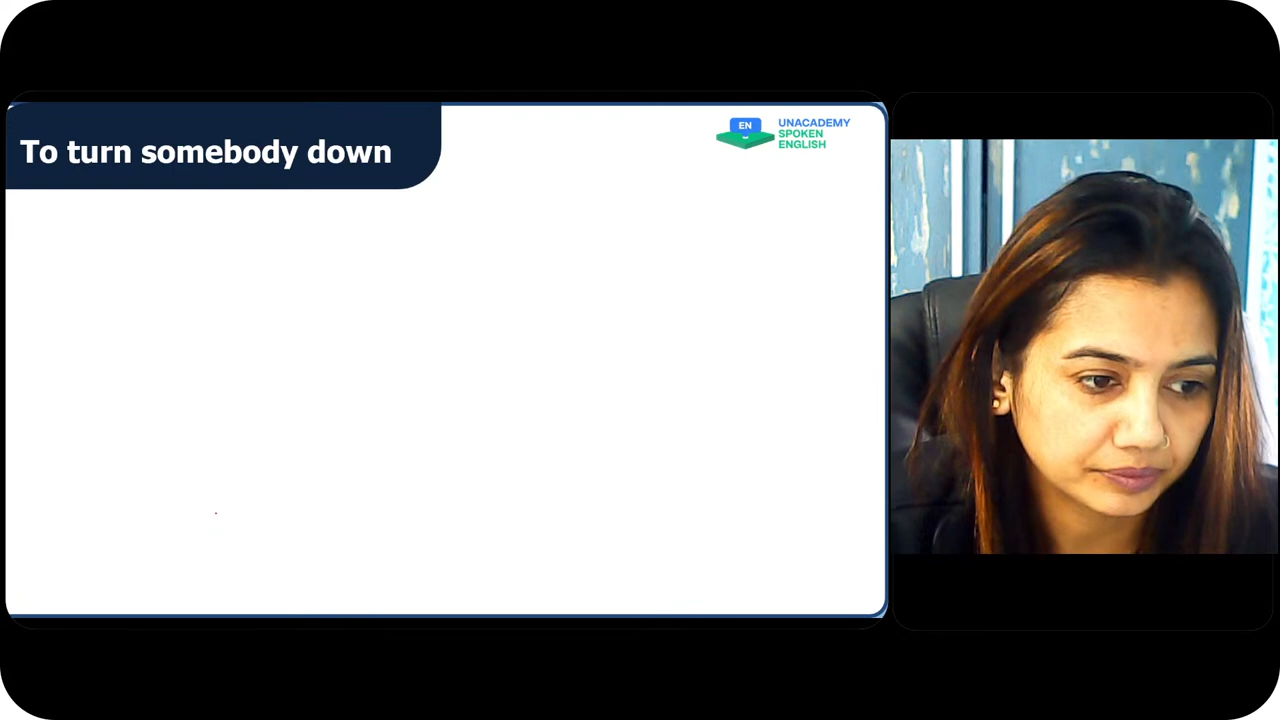 To turn somebody down
EN
UNACADEMY
SPOKEN
ENGLISH